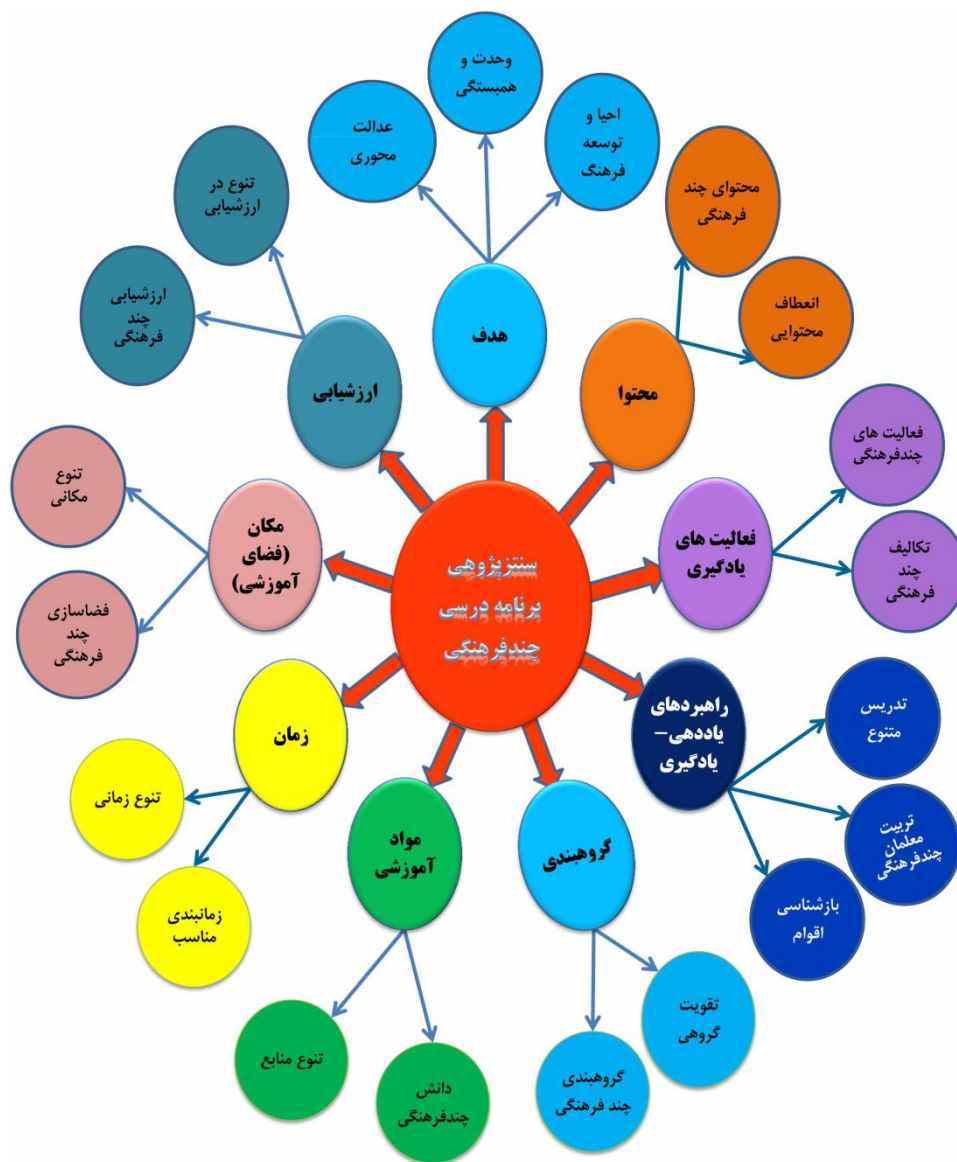 وحدت و
همبستگی
عدالت
محوری
احیا و
توسعه
فرهنگ
هدف
محتوای چند
فرهنگی
انعطاف
محتوایی
محتوا
فعالیت های
چندفرهنگی
تکالیف
چند
فرهنگی
فعالیت های
یادگیری
تدریس
متنوع
تربیت
معلمان
چندفرهنگی
بازشناسی
اقوام
راهبردهای
یاددهی-
یادگیری
تقویت
گروهی
گروهبندی
چند فرهنگی
گروهبندی
دانش
چندفرهنگی
تنوع منابع
مواد
آموزشی
زمانبندی
مناسب
تنوع زمانی
زمان
فضاسازی
چند
فرهنگی
تنوع
مکانی
مکان
(فضای
آموزشی)
ارزشیابی
چند
فرهنگی
تنوع در
ارزشیابی
ارزشیابی
سنتزپژوهی
برنامه درسی
چندفرهنگی